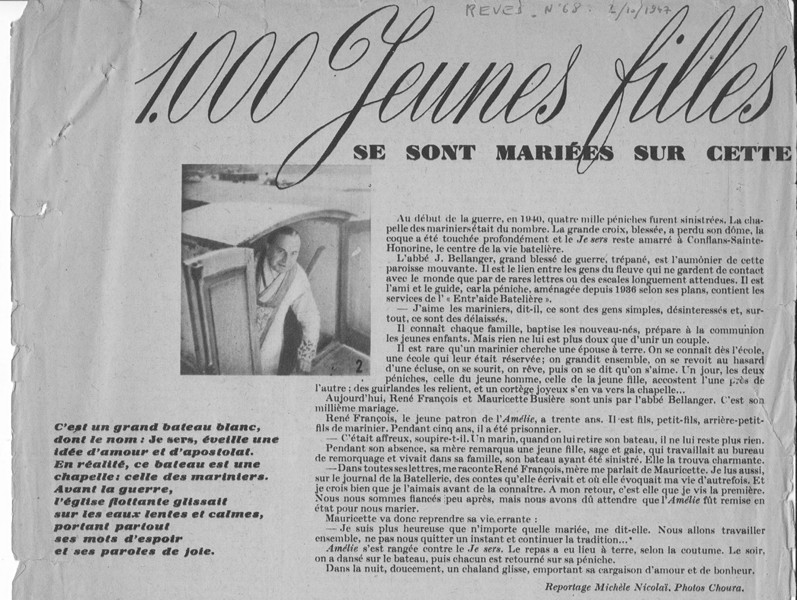 REVES - N°68 : 2/10/1947
1.000 Jeunes filles
SE SONT MARIÉES SUR CETTE
Au début de la guerre, en 1940, quatre mille péniches furent sinistrées. La cha-
pelle des mariniers était du nombre. La grande croix, blessée, a perdu son dôme, la
coque a été touchée profondément et le Je sers reste amarré à Conflans-Sainte-
Honorine, le centre de la vie batelière.
L'abbé J. Bellanger, grand blessé de guerre, trépané, est l'aumônier de cette
paroisse mouvante. Il est le lien entre les gens du fleuve qui ne gardent de contact
avec le monde que par de rares lettres ou des escales longuement attendues. Il est
l'ami et le guide, car la péniche, aménagée depuis 1936 selon ses plans, contient les
services de l' « Entr'aide Batelière ».
— J'aime les mariniers, dit-il, ce sont des gens simples, désinteressés et, sur-
tout, ce sont des délaissés.
Il connaît chaque famille, baptise les nouveau-nés, prépare à la communion
les jeunes enfants. Mais rien ne lui est plus doux que d'unir un couple.
Il est rare qu'un marinier cherche une épouse à terre. On se connaît dès l'école,
une école qui leur était réservée; on grandit ensemble, on se revoit au hasard
d'une écluse, on se sourit, on rêve, puis on se dit qu'on s'aime. Un jour, les deux
péniches, celle du jeune homme, celle de la jeune fille, accostent l'une près de
l'autre; des guirlandes les relient, et un cortège joyeux s'en va vers la chapelle...
Aujourd'hui, René François et Mauricette Busière sont unis par l'abbé Bellanger. C'est son
millième mariage.
René François, le jeune patron de l'Amélie, a trente ans. Il est fils, petit-fils, arrière-petit-
fils de marinier. Pendant cinq ans, il a été prisonnier.
— C'était affreux, soupire-t-il. Un marin, quand on lui retire son bateau, il ne lui reste plus rien.
Pendant son absence, sa mère remarqua une jeune fille, sage et gaie, qui travaillait au bureau
de remorquage et vivait dans sa famille, son bateau ayant été sinistré. Elle la trouva charmante.
— Dans toutes ses lettres, me raconte René François, mère me parlait de Mauricette. Je lus aussi,
sur le journal de la Batellerie, des contes qu'elle écrivait et où elle évoquait ma vie d'autrefois. Et
je crois bien que je l'aimais avant de la connaître. A mon retour, c'est elle que je vis la première.
Nous nous sommes fiancés peu après, mais nous avons dû attendre que l'Amélie fût remise en
état pour nous marier.
Mauricette va donc reprendre sa vie errante :
— Je suis plus heureuse que n'importe quelle mariée, me dit-elle. Nous allons travailler
ensemble, ne pas nous quitter un instant et continuer la tradition...
Amélie s'est rangée contre le Je sers. Le repas a eu lieu à terre, selon la coutume. Le soir,
on a dansé sur le bateau, puis chacun est retourné sur sa péniche.
Dans la nuit, doucement, un chaland glisse, emportant sa cargaison d'amour et de bonheur.
Reportage Michèle Nicolaï. Photos Choura.
2
C'est un grand bateau blanc,
dont le nom : Je sers, éveille une
idée d'amour et d'apostolat.
En réalité, ce bateau est une
chapelle : celle des mariniers.
Avant la guerre,
l'église flottante glissait
sur les eaux lentes et calmes,
portant partout
ses mots d'espoir
et ses paroles de joie.